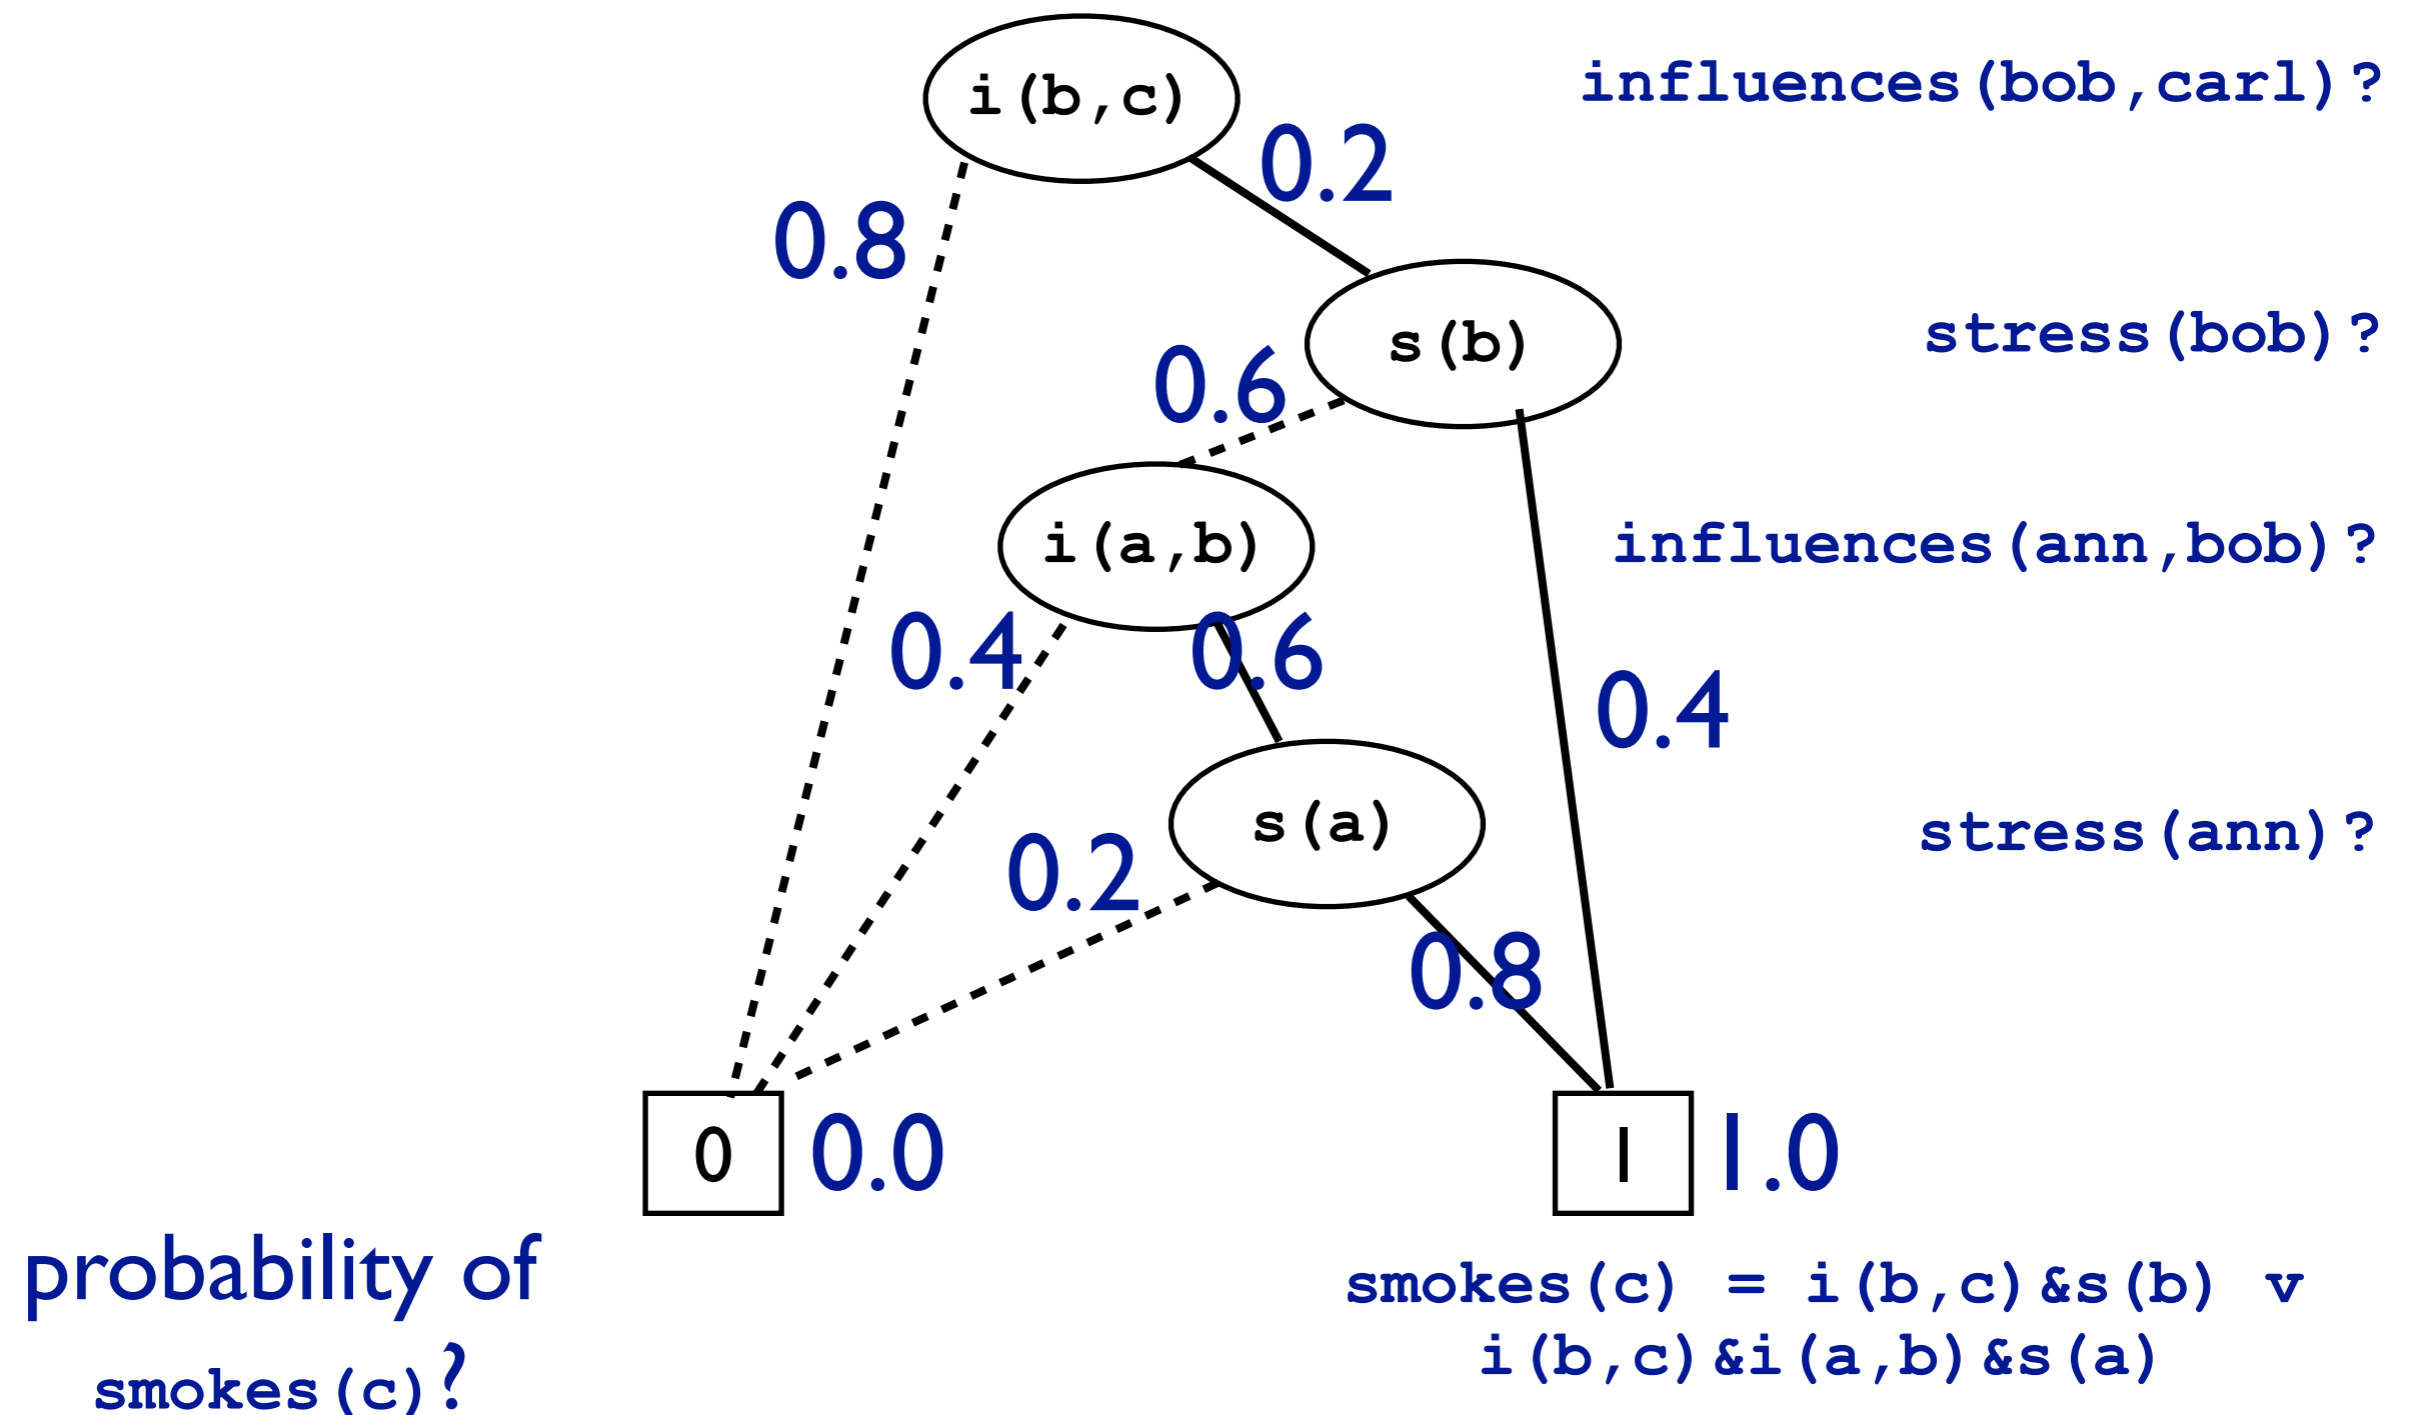 i(b,c)
influences(bob,carl)?
0.2
0.8
s(b)
stress(bob)?
0.6
i(a,b)
influences(ann,bob)?
0.4
0.6
0.4
s(a)
stress(ann)?
0.2
0.8
0
0.0
1
1.0
probability of
smokes(c)?
smokes(c) = i(b,c)&s(b) v
i(b,c)&i(a,b)&s(a)